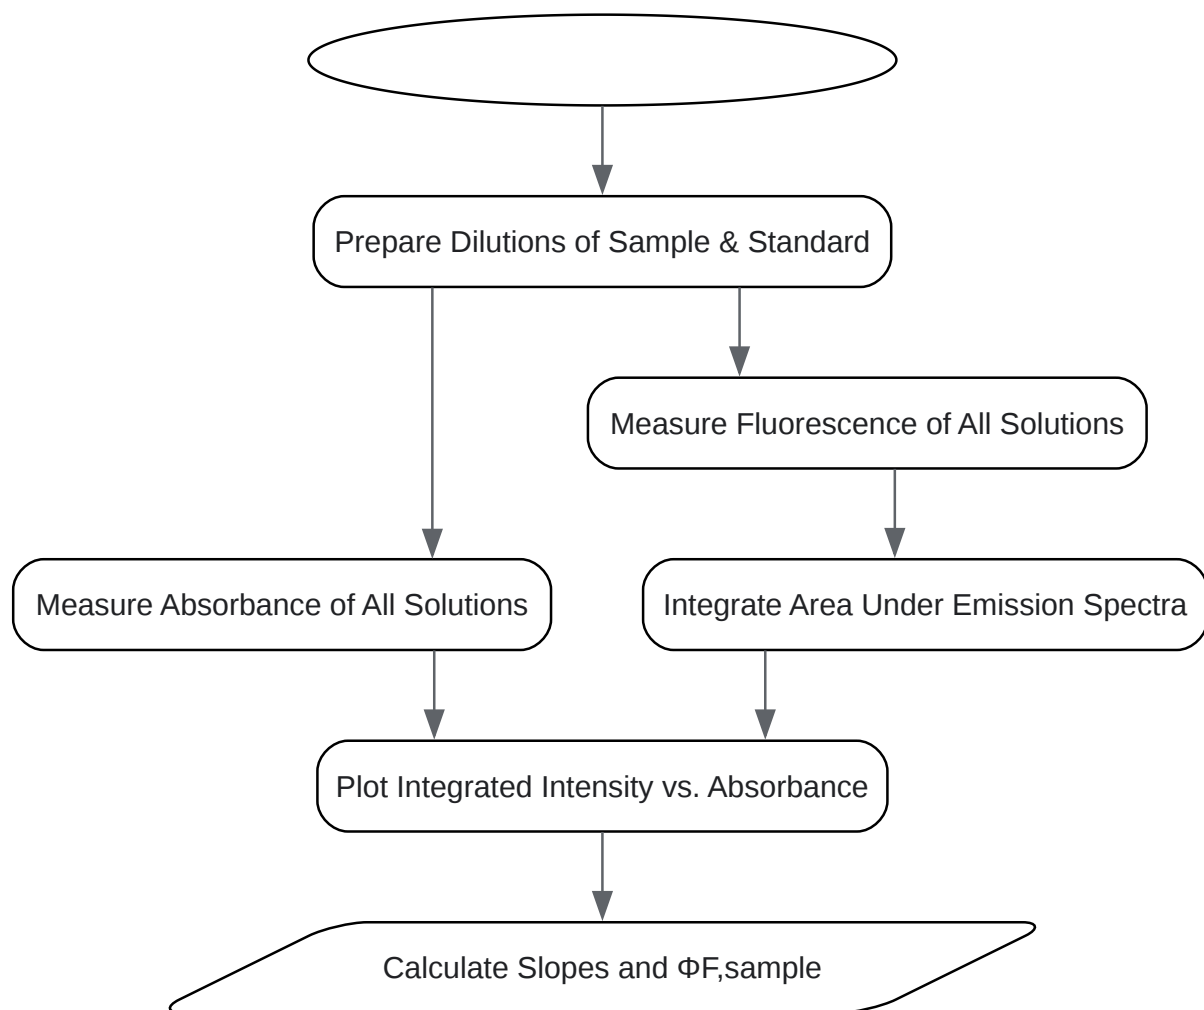 Prepare Dilutions of Sample & Standard
Measure Fluorescence of All Solutions
Measure Absorbance of All Solutions
Integrate Area Under Emission Spectra
Plot Integrated Intensity vs. Absorbance
Calculate Slopes and ΦF,sample